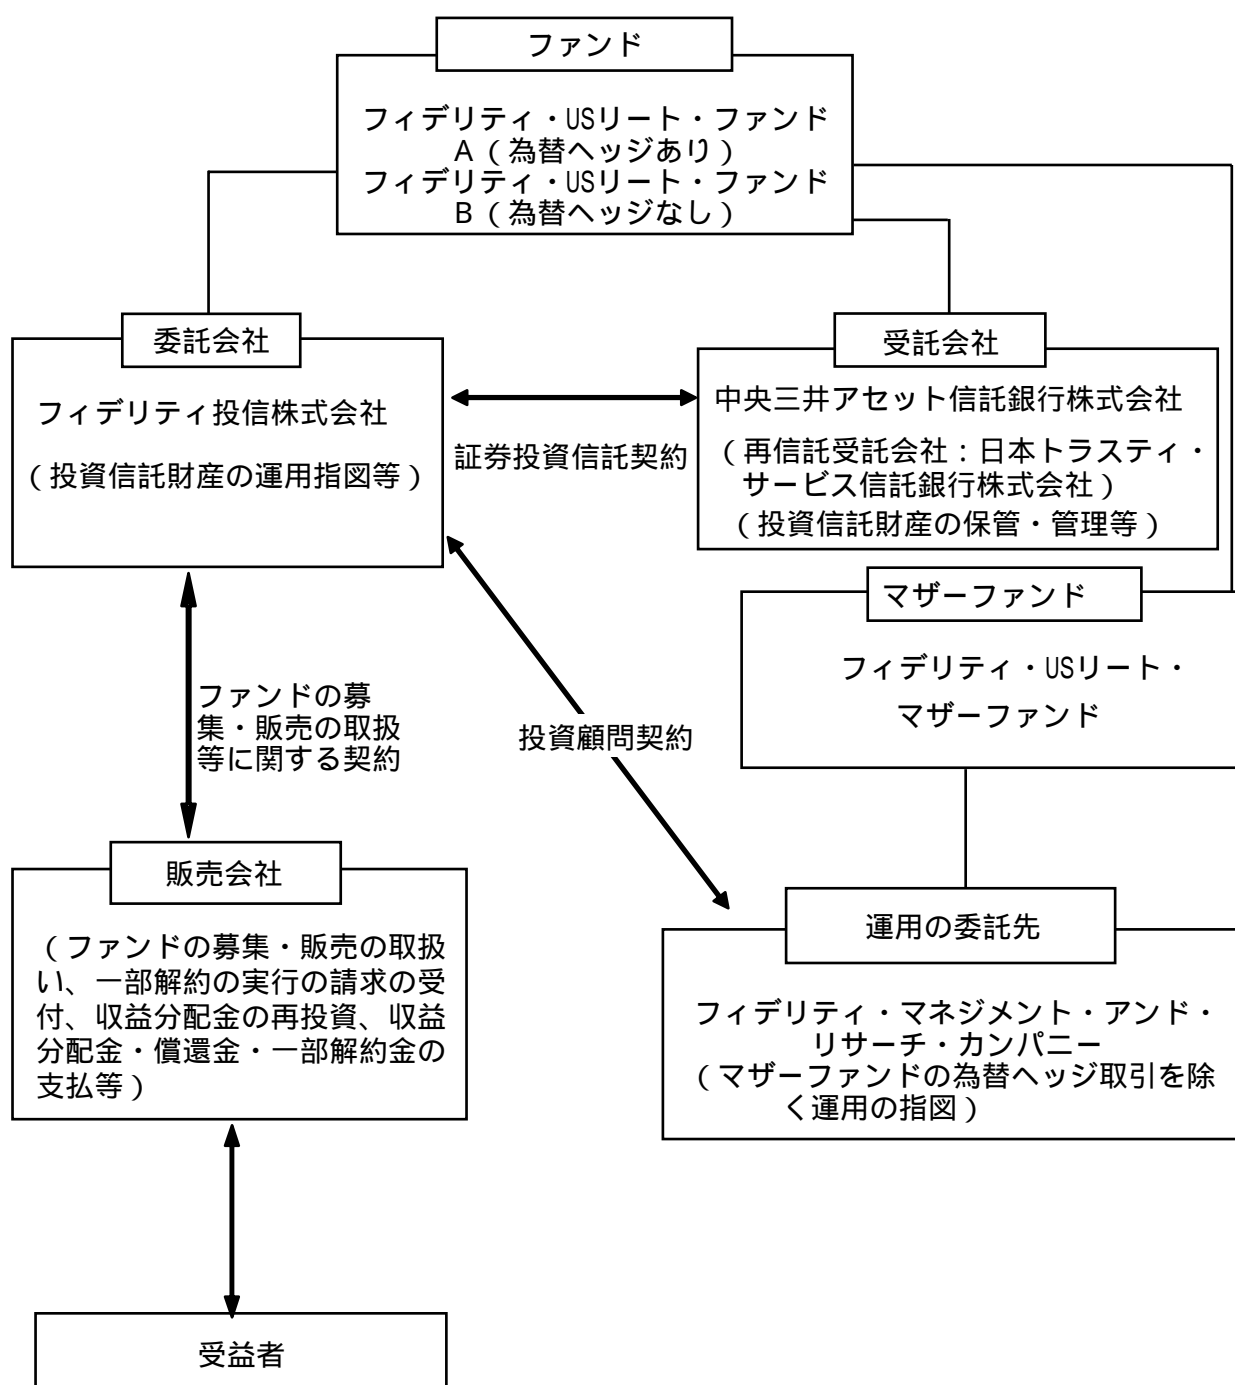 ファンド
フィデリティ・USリート・ファンド
A（為替ヘッジあり）
フィデリティ・USリート・ファンド
B（為替ヘッジなし）
委託会社
フィデリティ投信株式会社
（投資信託財産の運用指図等）
証券投資信託契約
受託会社
中央三井アセット信託銀行株式会社
（再信託受託会社：日本トラスティ・
サービス信託銀行株式会社）
（投資信託財産の保管・管理等）
マザーファンド
フィデリティ・USリート・
マザーファンド
ファンドの募
集・販売の取扱
等に関する契約
投資顧問契約
販売会社
（ファンドの募集・販売の取扱
い、一部解約の実行の請求の受
付、収益分配金の再投資、収益
分配金・償還金・一部解約金の
支払等）
運用の委託先
フィデリティ・マネジメント・アンド・
リサーチ・カンパニー
（マザーファンドの為替ヘッジ取引を除
く運用の指図）
受益者